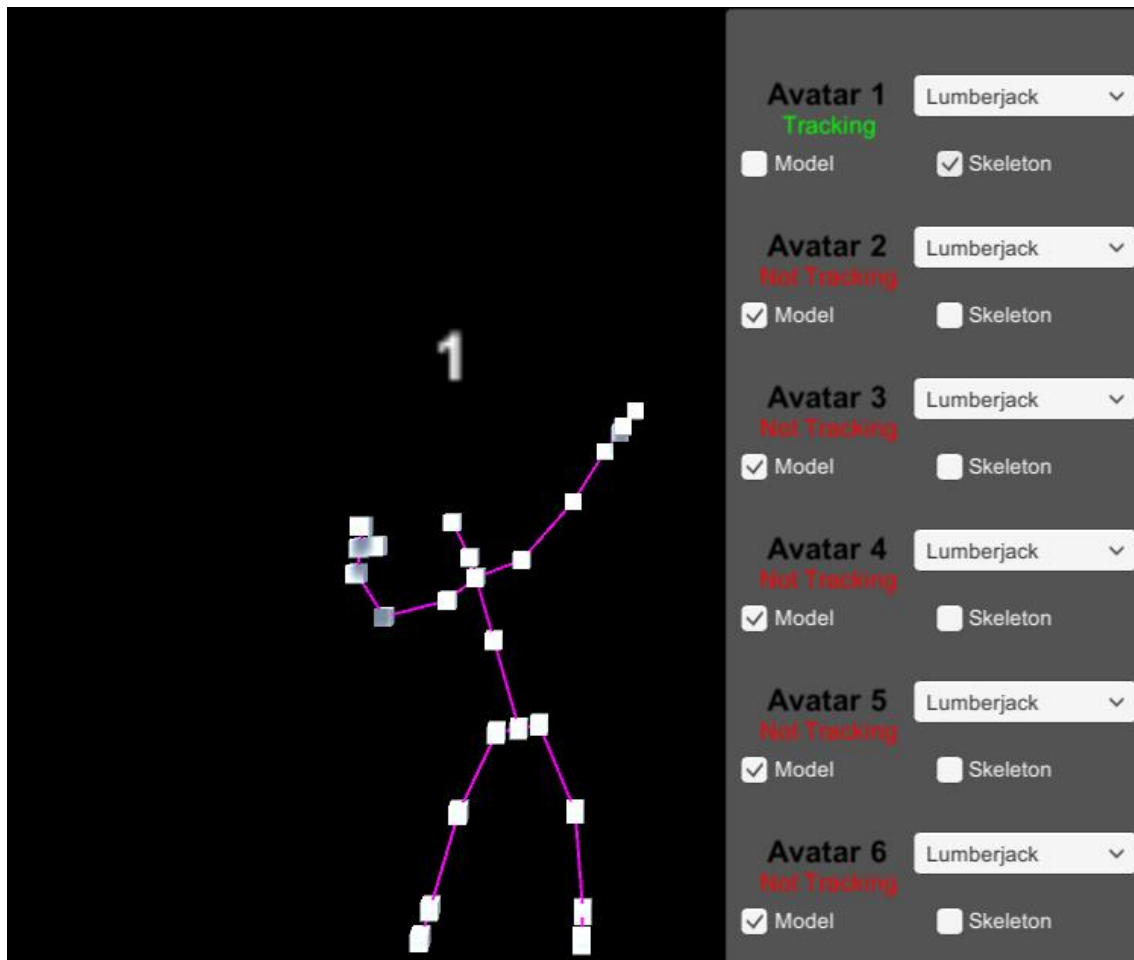 1
Avatar 1 Lumberjack
Tracking
Model Skeleton
Avatar 2 Lumberjack
Not Tracking
Model Skeleton
Avatar 3 Lumberjack
Not Tracking
Model Skeleton
Avatar 4 Lumberjack
Not Tracking
Model Skeleton
Avatar 5 Lumberjack
Not Tracking
Model Skeleton
Avatar 6 Lumberjack
Not Tracking
Model Skeleton